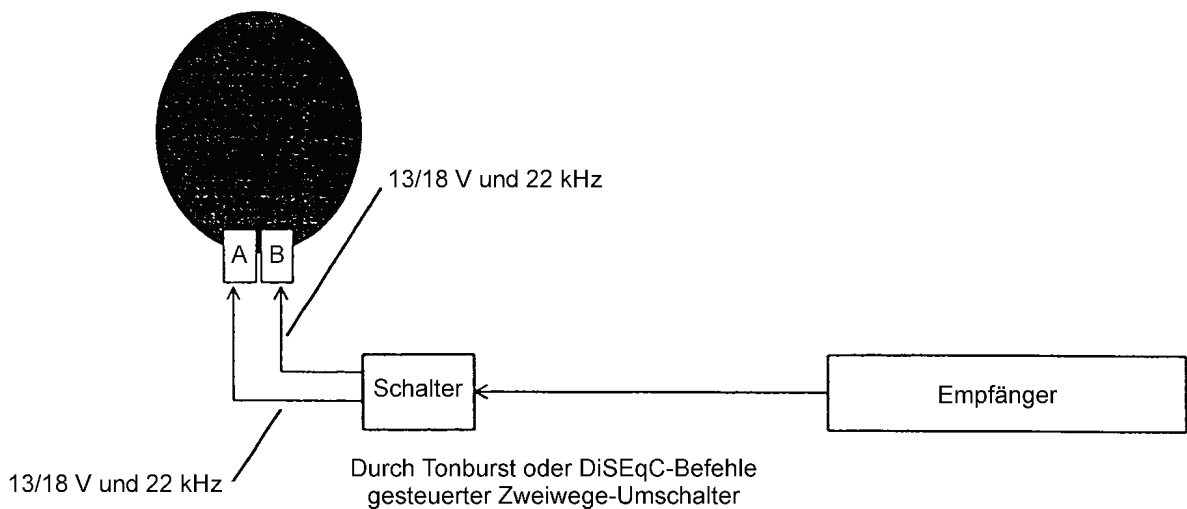 13/18 V und 22 kHz
A B
Schalter
Empfänger
13/18 V und 22 kHz
Durch Tonburst oder DiSEqC-Befehle
gesteuerter Zweiwege-Umschalter